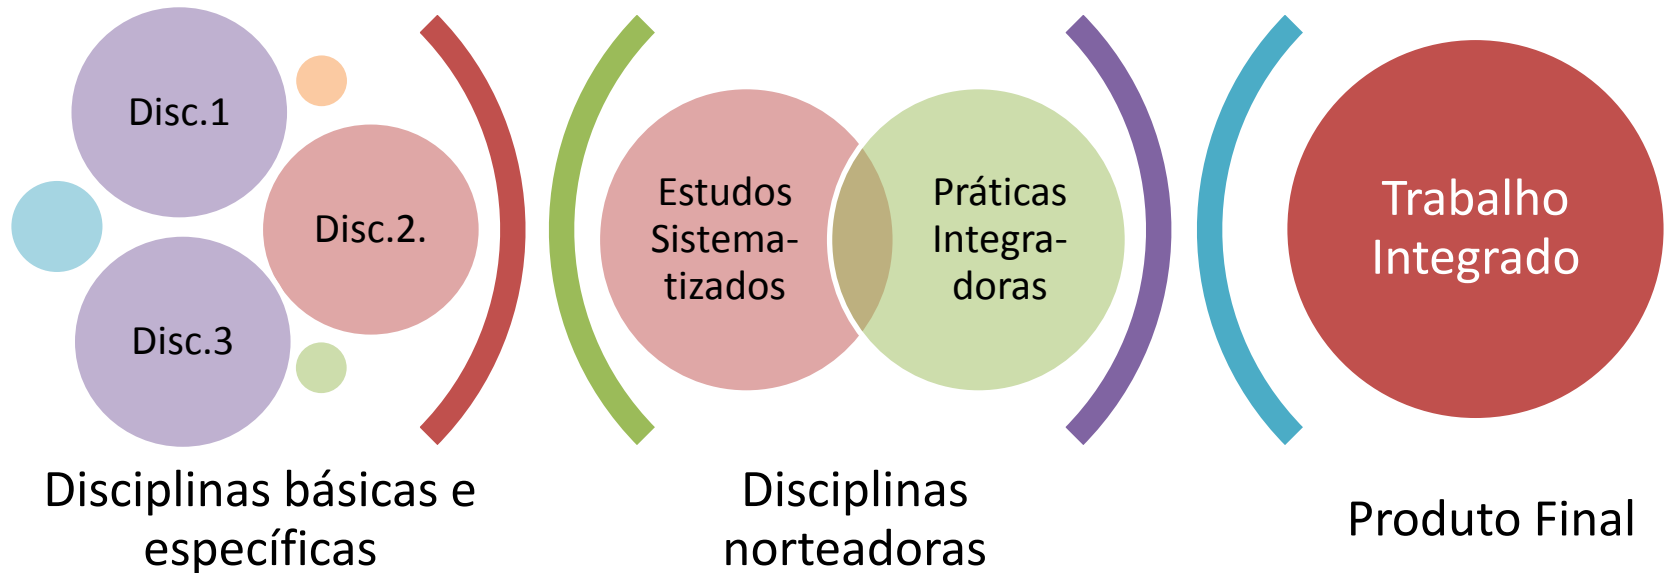 Disc.1
Disc.2.
Disc.3
Disciplinas básicas e
específicas
Estudos
Sistema-
tizados
Práticas
Integra-
doras
Disciplinas
norteadoras
Trabalho
Integrado
Produto Final